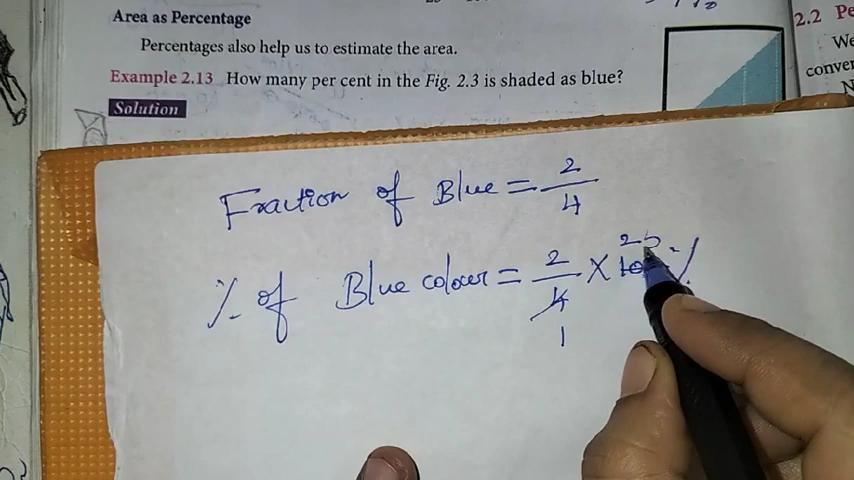 Area as Percentage
Percentages also help us to estimate the area.
Example 2.13 How many per cent in the Fig. 2.3 is shaded as blue?
Solution
2.2 Pe
We
conver
Fraction of Blue = 2/4
25
% of Blue colour = 2/4 × 100 %
1